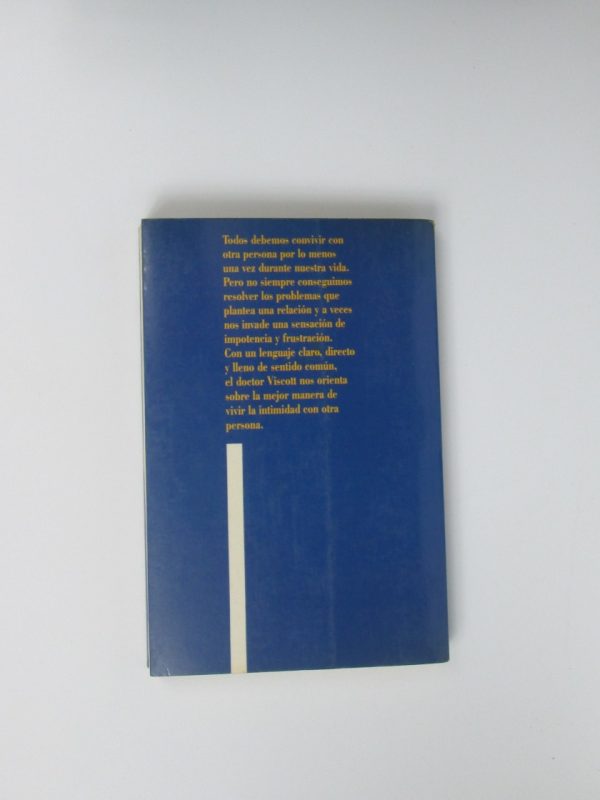 Todos debemos convivir con
otra persona por lo menos
una vez durante nuestra vida.
Pero no siempre conseguimos
resolver los problemas que
plantea una relación y a veces
nos invade una sensación de
impotencia y frustración.
Con un lenguaje claro, directo
y lleno de sentido común,
el doctor Viscott nos orienta
sobre la mejor manera de
vivir la intimidad con otra
persona.